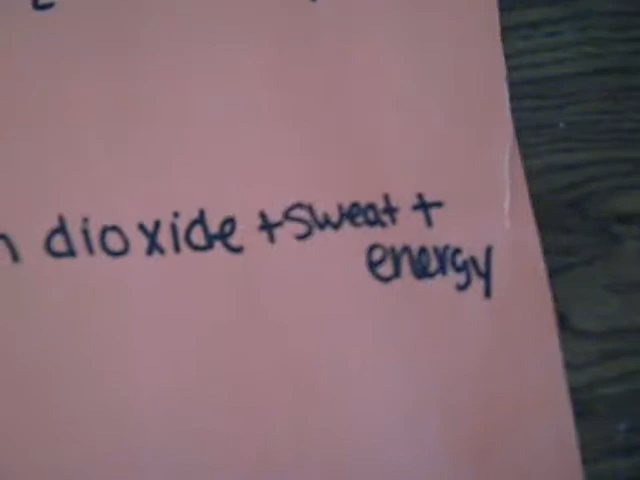 n dioxide + sweat +
energy